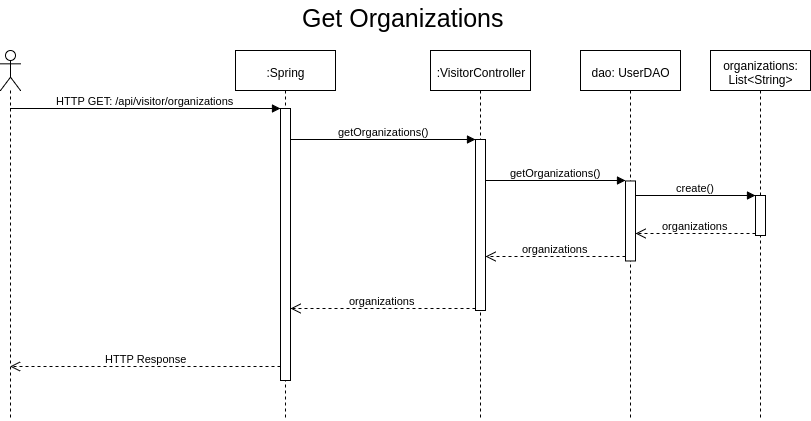 Get Organizations
:Spring
:VisitorController
dao: UserDAO
organizations:
List<String>
HTTP GET: /api/visitor/organizations
getOrganizations()
getOrganizations()
create()
organizations
organizations
organizations
HTTP Response